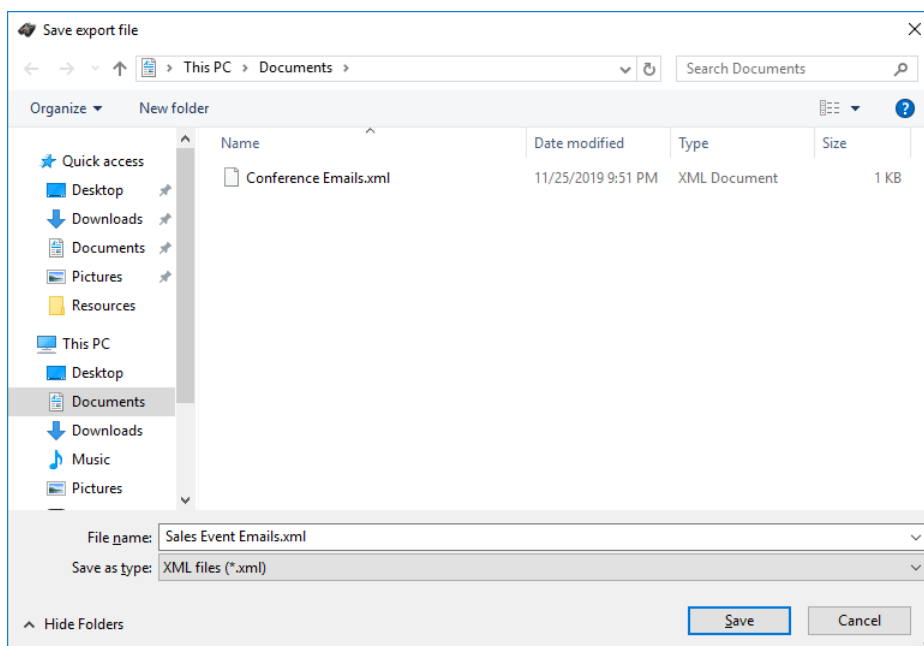 Save export file
This PC > Documents > Search Documents
Organize New folder ?
Name Date modified Type Size
Quick access
Conference Emails.xml 11/25/2019 9:51 PM XML Document 1 KB
Desktop
Downloads
Documents
Pictures
Resources
This PC
Desktop
Documents
Downloads
Music
Pictures
File name: Sales Event Emails.xml
Save as type: XML files (*.xml)
Hide Folders Save Cancel